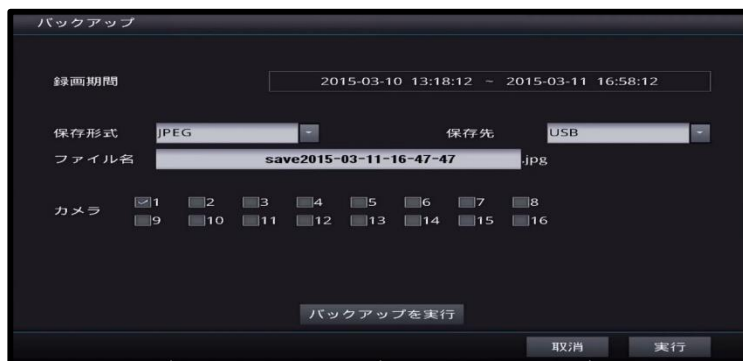 バックアップ
録画期間 2015-03-10 13:18:12 ~ 2015-03-11 16:58:12
保存形式 JPEG 保存先 USB
ファイル名 save2015-03-11-16-47-47 .jpg
カメラ 1 2 3 4 5 6 7 8
9 10 11 12 13 14 15 16
バックアップを実行
取消 実行